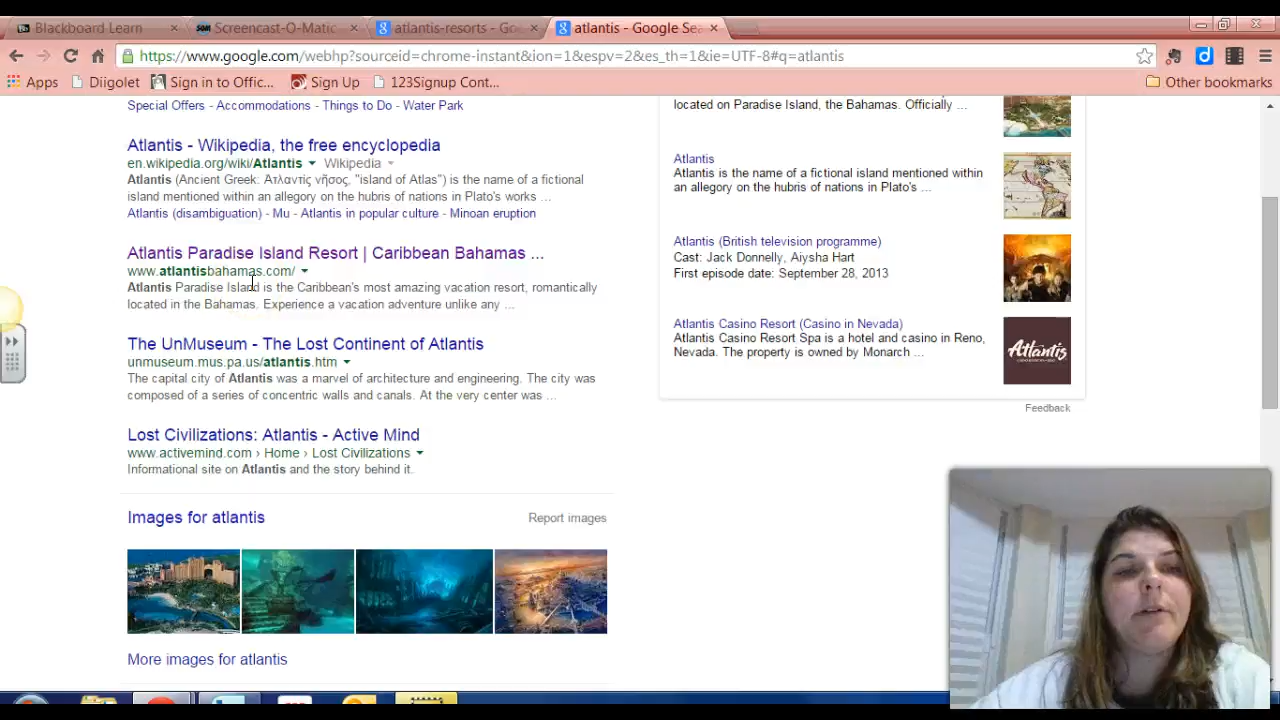 Blackboard Learn
Screencast-O-Matic
atlantis-resorts - Go
atlantis - Google Sea
https://www.google.com/webhp?sourceid=chrome-instant&ion=1&espv=2&es_th=1&ie=UTF-8#q=atlantis
Apps Diigolet Sign in to Offic... Sign Up 123Signup Cont... Other bookmarks
Special Offers - Accommodations - Things to Do - Water Park
Atlantis - Wikipedia, the free encyclopedia
en.wikipedia.org/wiki/Atlantis Wikipedia
Atlantis (Ancient Greek: Ἀτλαντὶς νῆσος, "island of Atlas") is the name of a fictional
island mentioned within an allegory on the hubris of nations in Plato's works ...
Atlantis (disambiguation) - Mu - Atlantis in popular culture - Minoan eruption
Atlantis Paradise Island Resort | Caribbean Bahamas ...
www.atlantisbahamas.com/
Atlantis Paradise Island is the Caribbean's most amazing vacation resort, romantically
located in the Bahamas. Experience a vacation adventure unlike any ...
The UnMuseum - The Lost Continent of Atlantis
unmuseum.mus.pa.us/atlantis.htm
The capital city of Atlantis was a marvel of architecture and engineering. The city was
composed of a series of concentric walls and canals. At the very center was ...
Lost Civilizations: Atlantis - Active Mind
www.activemind.com › Home › Lost Civilizations
Informational site on Atlantis and the story behind it.
Images for atlantis
Report images
More images for atlantis
located on Paradise Island, the Bahamas. Officially ...
Atlantis
Atlantis is the name of a fictional island mentioned within
an allegory on the hubris of nations in Plato's ...
Atlantis (British television programme)
Cast: Jack Donnelly, Aiysha Hart
First episode date: September 28, 2013
Atlantis Casino Resort (Casino in Nevada)
Atlantis Casino Resort Spa is a hotel and casino in Reno,
Nevada. The property is owned by Monarch ...
Atlantis
Feedback